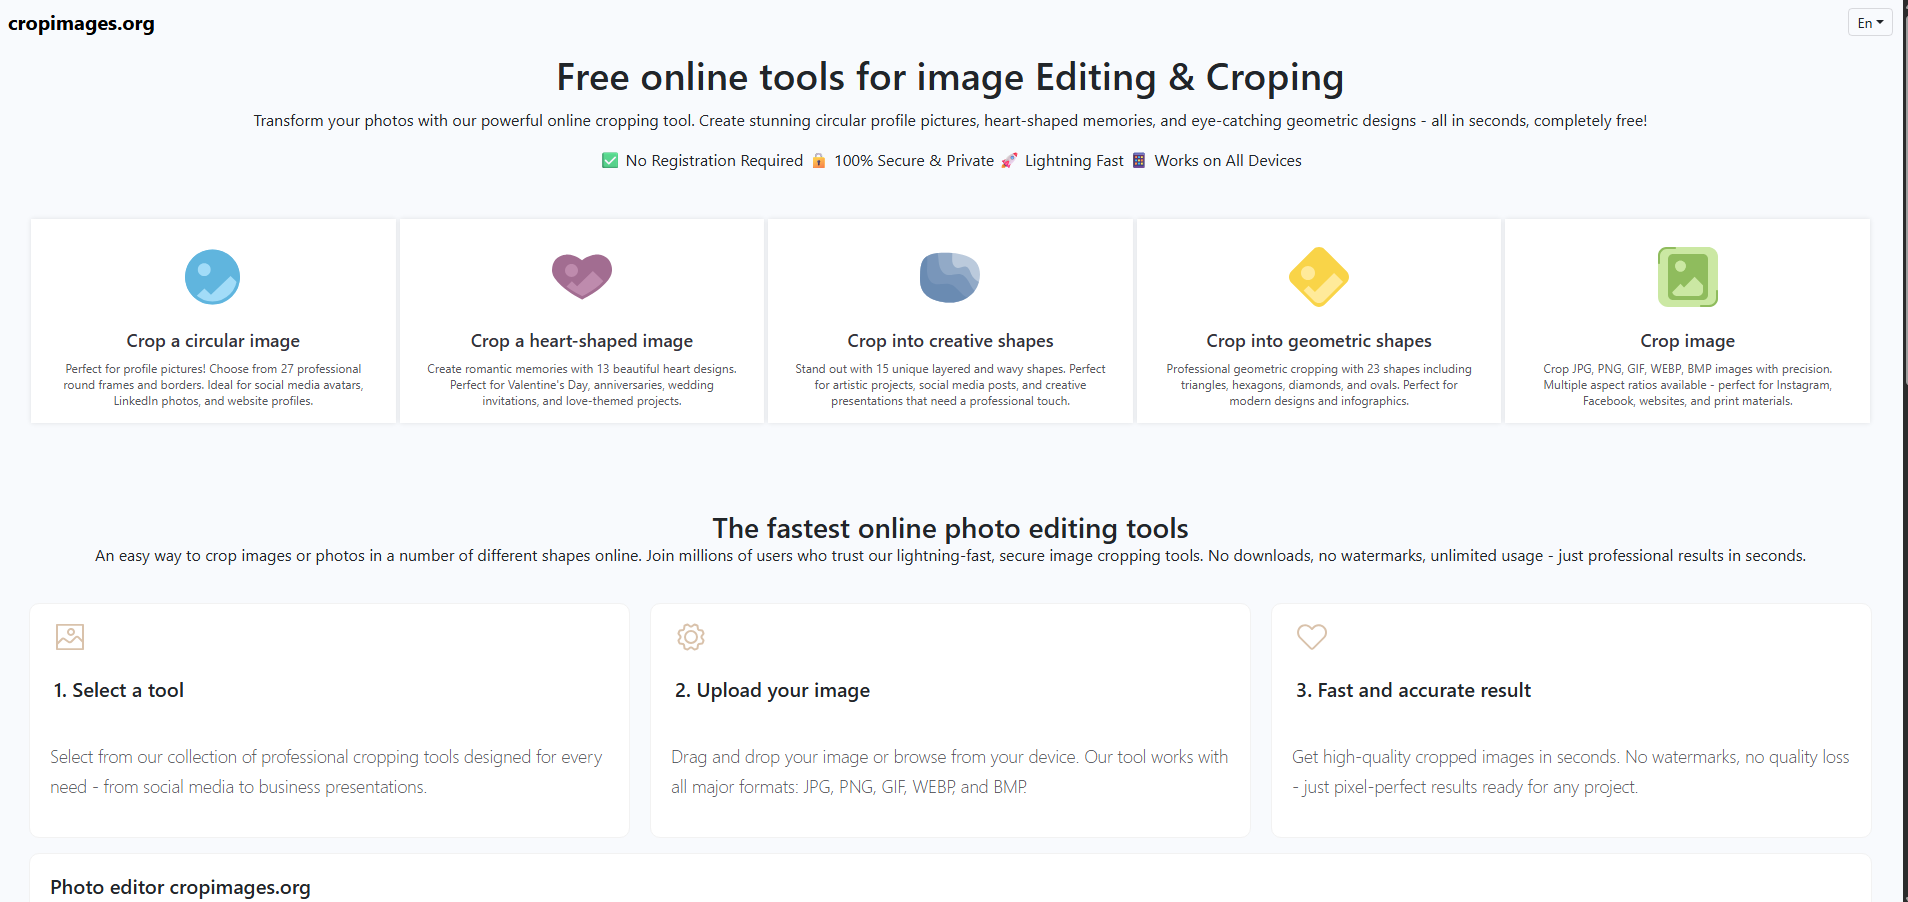 cropimages.org
En
Free online tools for image Editing & Croping
Transform your photos with our powerful online cropping tool. Create stunning circular profile pictures, heart-shaped memories, and eye-catching geometric designs - all in seconds, completely free!
✅ No Registration Required 🔒 100% Secure & Private 🚀 Lightning Fast 📱 Works on All Devices
Crop a circular image
Perfect for profile pictures! Choose from 27 professional
round frames and borders. Ideal for social media avatars,
LinkedIn photos, and website profiles.
Crop a heart-shaped image
Create romantic memories with 13 beautiful heart designs.
Perfect for Valentine's Day, anniversaries, wedding
invitations, and love-themed projects.
Crop into creative shapes
Stand out with 15 unique layered and wavy shapes. Perfect
for artistic projects, social media posts, and creative
presentations that need a professional touch.
Crop into geometric shapes
Professional geometric cropping with 23 shapes including
triangles, hexagons, diamonds, and ovals. Perfect for
modern designs and infographics.
Crop image
Crop JPG, PNG, GIF, WEBP, BMP images with precision.
Multiple aspect ratios available - perfect for Instagram,
Facebook, websites, and print materials.
The fastest online photo editing tools
An easy way to crop images or photos in a number of different shapes online. Join millions of users who trust our lightning-fast, secure image cropping tools. No downloads, no watermarks, unlimited usage - just professional results in seconds.
1. Select a tool
Select from our collection of professional cropping tools designed for every
need - from social media to business presentations.
2. Upload your image
Drag and drop your image or browse from your device. Our tool works with
all major formats: JPG, PNG, GIF, WEBP, and BMP.
3. Fast and accurate result
Get high-quality cropped images in seconds. No watermarks, no quality loss
- just pixel-perfect results ready for any project.
Photo editor cropimages.org